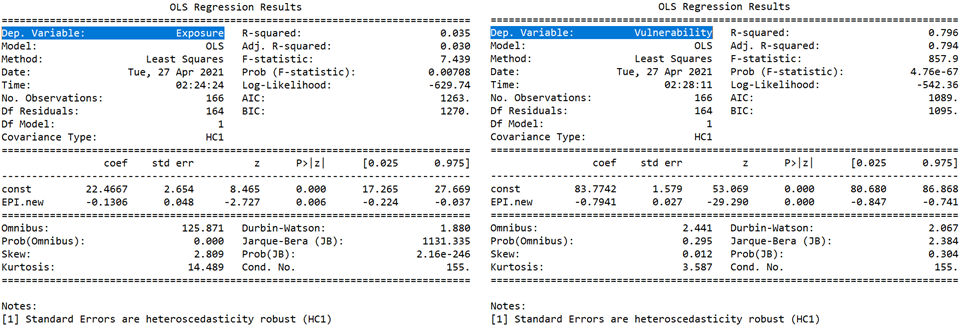 OLS Regression Results
==============================================================================
Dep. Variable: Exposure R-squared: 0.035
Model: OLS Adj. R-squared: 0.030
Method: Least Squares F-statistic: 7.439
Date: Tue, 27 Apr 2021 Prob (F-statistic): 0.00708
Time: 02:24:24 Log-Likelihood: -629.74
No. Observations: 166 AIC: 1263.
Df Residuals: 164 BIC: 1270.
Df Model: 1
Covariance Type: HC1
==============================================================================
coef std err z P>|z| [0.025 0.975]
------------------------------------------------------------------------------
const 22.4667 2.654 8.465 0.000 17.265 27.669
EPI.new -0.1306 0.048 -2.727 0.006 -0.224 -0.037
==============================================================================
Omnibus: 125.871 Durbin-Watson: 1.880
Prob(Omnibus): 0.000 Jarque-Bera (JB): 1131.335
Skew: 2.809 Prob(JB): 2.16e-246
Kurtosis: 14.489 Cond. No. 155.
==============================================================================
Notes:
[1] Standard Errors are heteroscedasticity robust (HC1)
OLS Regression Results
==============================================================================
Dep. Variable: Vulnerability R-squared: 0.796
Model: OLS Adj. R-squared: 0.794
Method: Least Squares F-statistic: 857.9
Date: Tue, 27 Apr 2021 Prob (F-statistic): 4.76e-67
Time: 02:28:11 Log-Likelihood: -542.36
No. Observations: 166 AIC: 1089.
Df Residuals: 164 BIC: 1095.
Df Model: 1
Covariance Type: HC1
==============================================================================
coef std err z P>|z| [0.025 0.975]
------------------------------------------------------------------------------
const 83.7742 1.579 53.069 0.000 80.680 86.868
EPI.new -0.7941 0.027 -29.290 0.000 -0.847 -0.741
==============================================================================
Omnibus: 2.441 Durbin-Watson: 2.067
Prob(Omnibus): 0.295 Jarque-Bera (JB): 2.384
Skew: 0.012 Prob(JB): 0.304
Kurtosis: 3.587 Cond. No. 155.
==============================================================================
Notes:
[1] Standard Errors are heteroscedasticity robust (HC1)